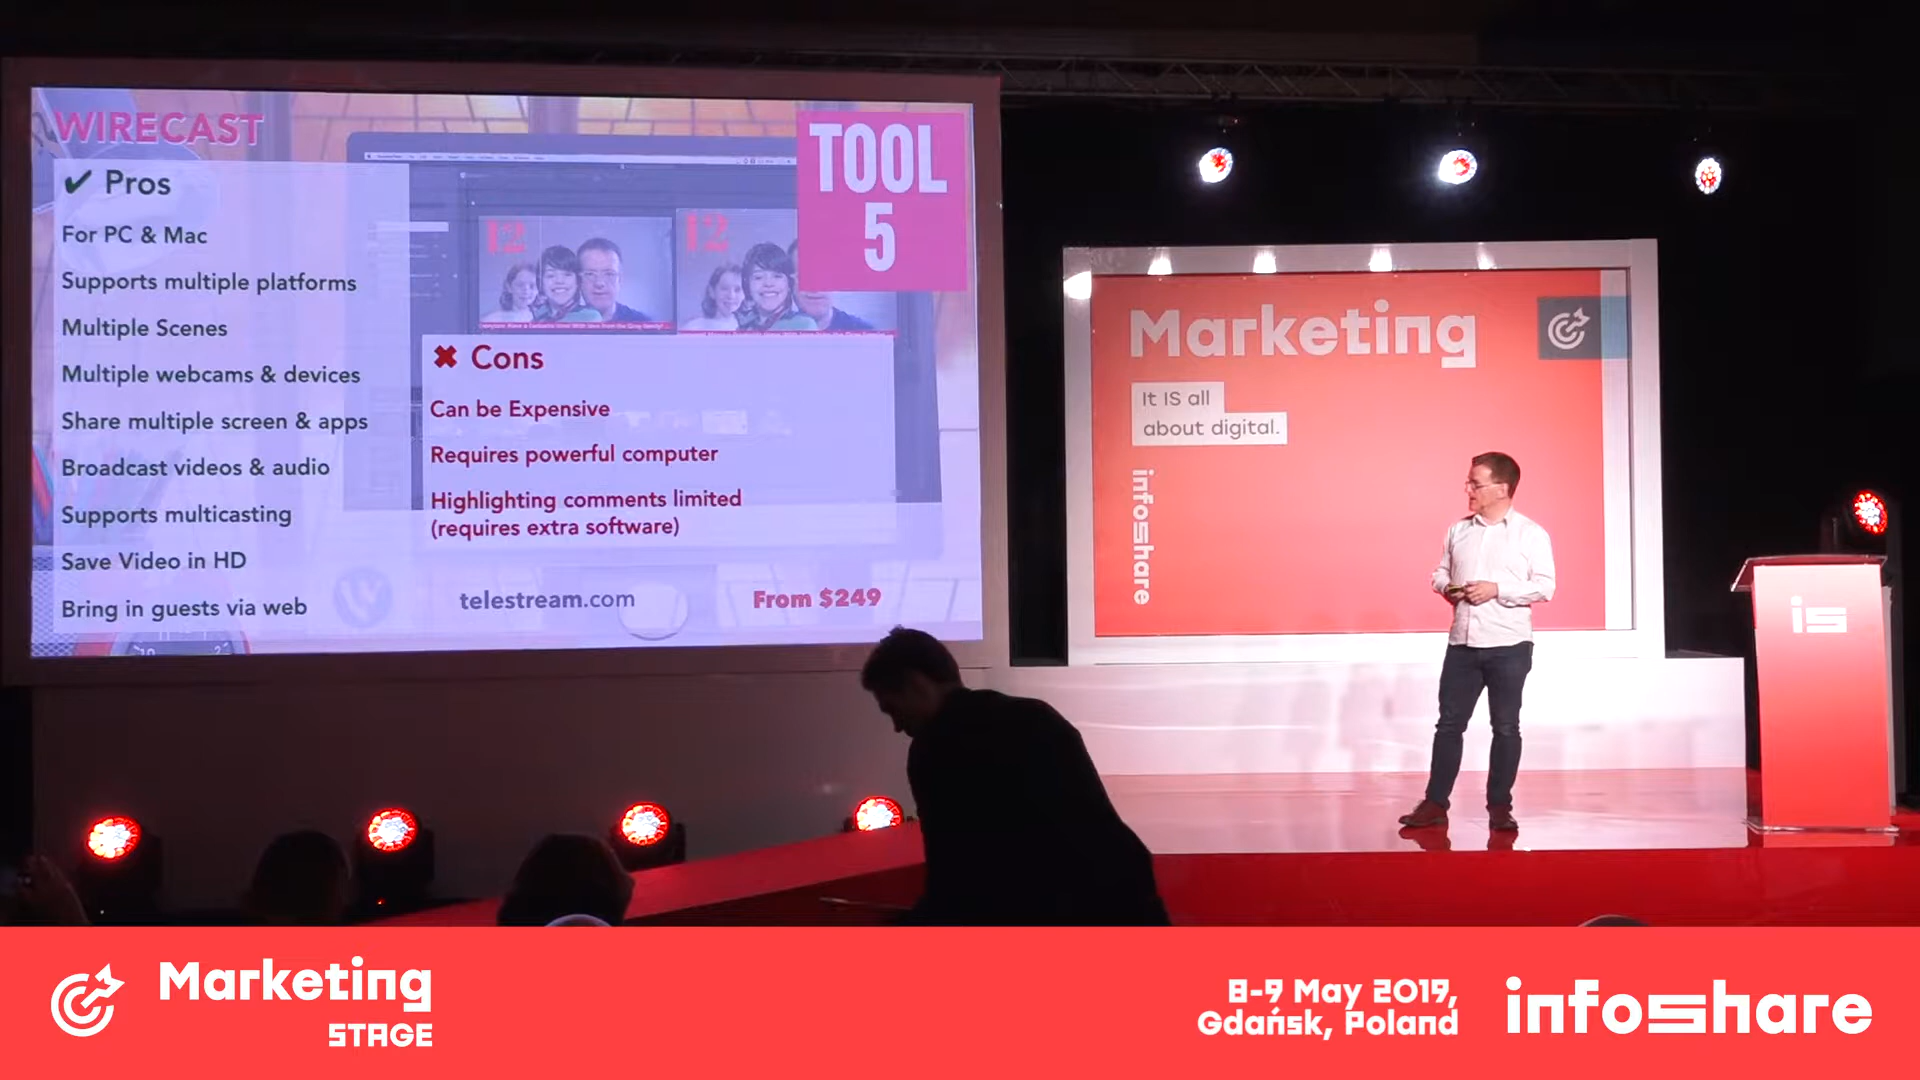 WIRECAST
✔ Pros
For PC & Mac
Supports multiple platforms
Multiple Scenes
Multiple webcams & devices
Share multiple screen & apps
Broadcast videos & audio
Supports multicasting
Save Video in HD
Bring in guests via web
TOOL
5
12
12
✖ Cons
Can be Expensive
Requires powerful computer
Highlighting comments limited
(requires extra software)
telestream.com
From $249
Marketing
It IS all
about digital.
infoshare
is
Marketing
STAGE
8-9 May 2019,
Gdańsk, Poland
infoshare